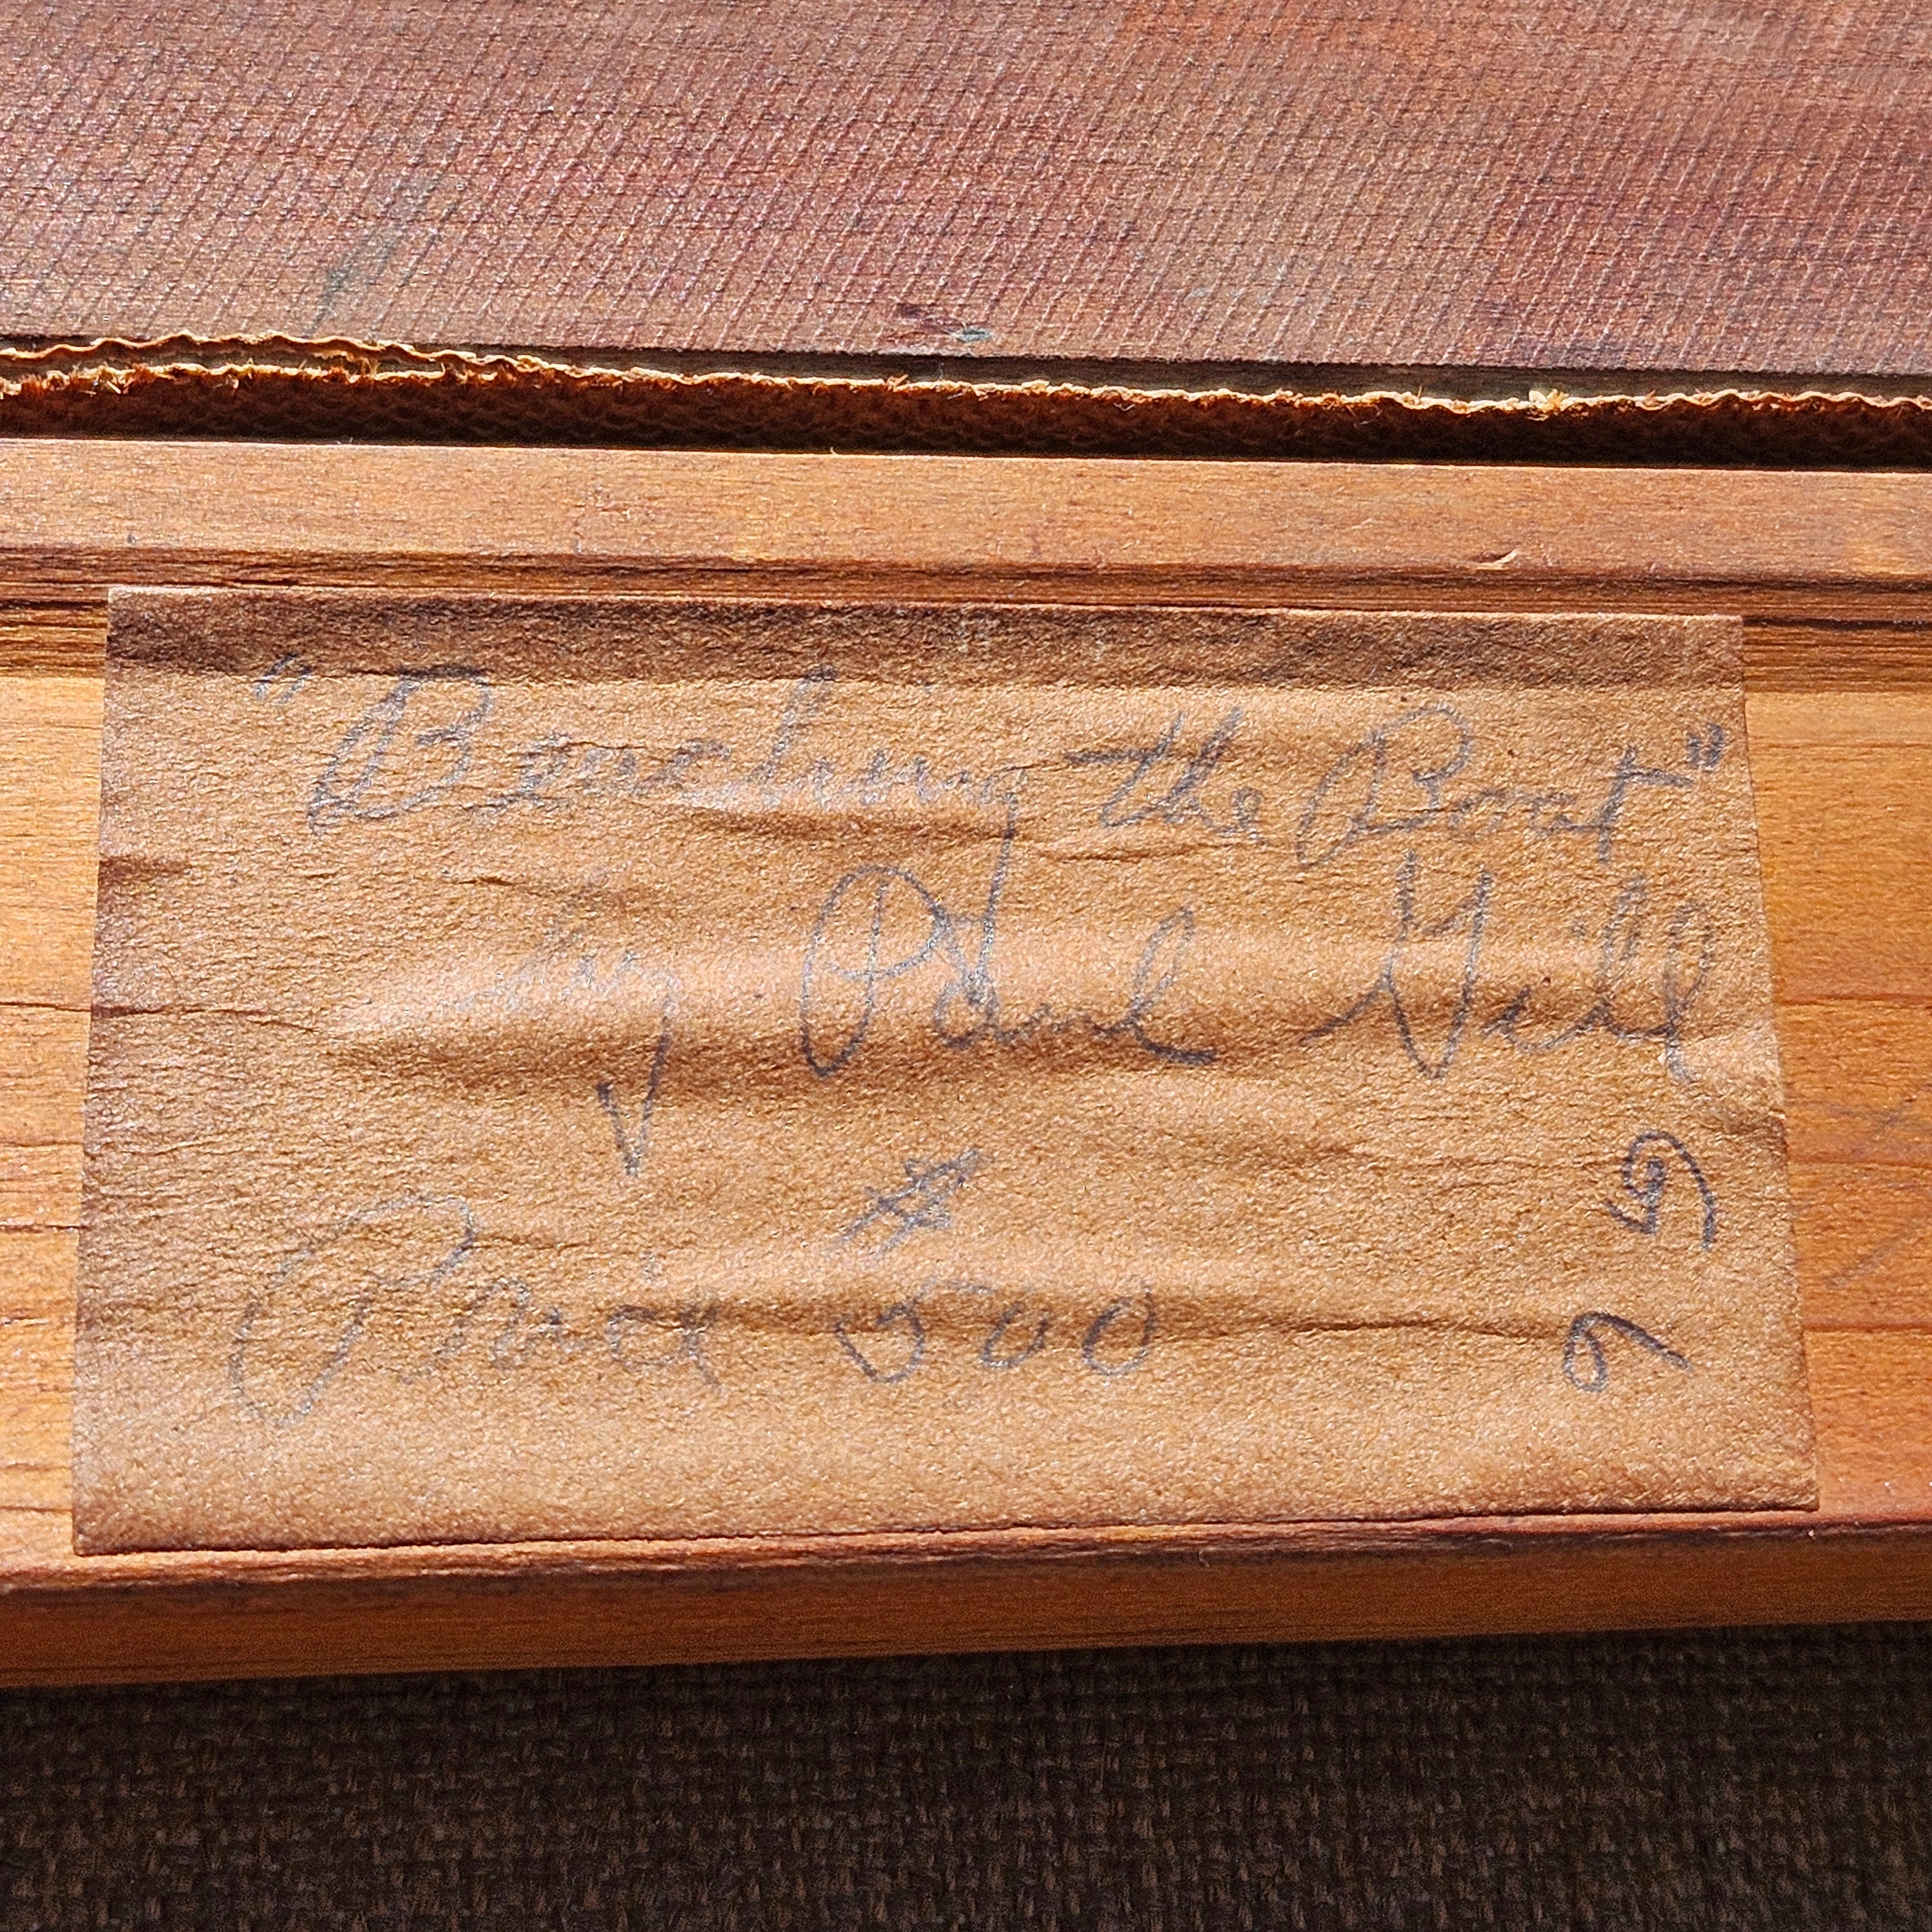 "Beaching the Boat"
by Paul Gill
#
Price 500